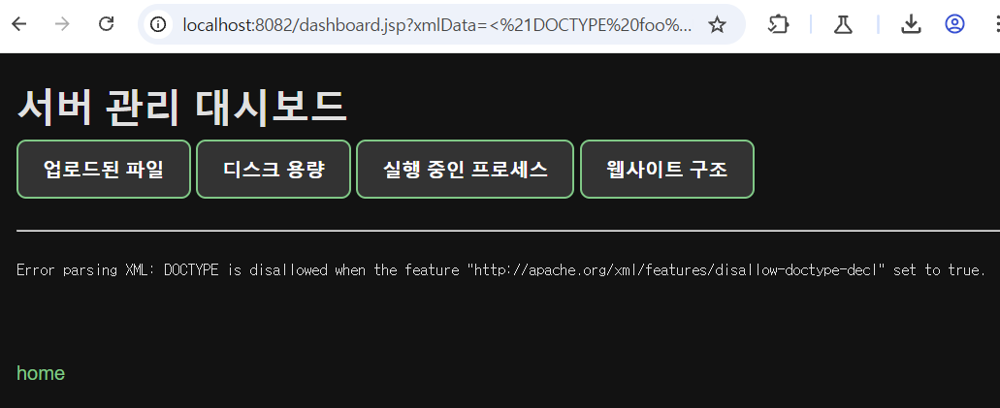 localhost:8082/dashboard.jsp?xmlData=<%21DOCTYPE%20foo%...
서버 관리 대시보드
업로드된 파일 디스크 용량 실행 중인 프로세스 웹사이트 구조
Error parsing XML: DOCTYPE is disallowed when the feature "http://apache.org/xml/features/disallow-doctype-decl" set to true.
home